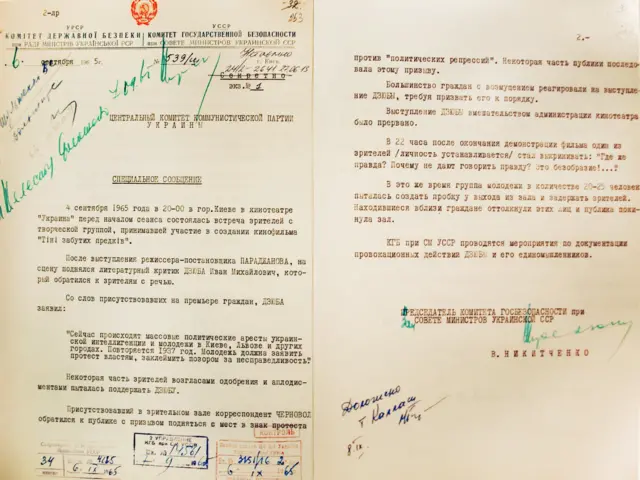 2-лр
УРСР
КОМІТЕТ ДЕРЖАВНОЇ БЕЗПЕКИ
при РАДІ МІНІСТРІВ УКРАЇНСЬКОЇ РСР
УССР
КОМИТЕТ ГОСУДАРСТВЕННОЙ БЕЗОПАСНОСТИ
при СОВЕТЕ МИНИСТРОВ УКРАИНСКОЙ ССР
6 сентября 1965г.
г. Киев
Секретно
экз.№ 1
ЦЕНТРАЛЬНЫЙ КОМИТЕТ КОММУНИСТИЧЕСКОЙ ПАРТИИ
УКРАИНЫ
СПЕЦИАЛЬНОЕ СООБЩЕНИЕ
4 сентября 1965 года в 20-00 в гор.Киеве в кинотеатре
"Украина" перед началом сеанса состоялась встреча зрителей с
творческой группой, принимавшей участие в создании кинофильма
"Тіні забутих предків".
После выступления режиссера-постановщика ПАРАДЖАНОВА, на
сцену поднялся литературный критик ДЗЮБА Иван Михайлович, кото-
рый обратился к зрителям с речью.
Со слов присутствовавших на премьере граждан, ДЗЮБА
заявил:
"Сейчас происходят массовые политические аресты украин-
ской интеллигенции и молодежи в Киеве, Львове и других
городах. Повторяется 1937 год. Молодежь должна заявить
протест властям, заклеймить позором за несправедливость?
Некоторая часть зрителей возгласами одобрения и аплодис-
ментами пыталась поддержать ДЗЮБУ.
Присутствовавший в зрительном зале корреспондент ЧЕРНОВОЛ
обратился к публике с призывом подняться с мест в знак протеста
КОНТРОЛЬ
2.-
против "политических репрессий". Некоторая часть публики последо-
вала этому призыву.
Большинство граждан с возмущением реагировали на выступле-
ние ДЗЮБЫ, требуя призвать его к порядку.
Выступление ДЗЮБЫ вмешательством администрации кинотеатра
было прервано.
В 22 часа после окончания демострации фильма один из
зрителей /личность устанавливается/ стал выкрикивать: "Где же
правда? Почему не дают говорить правду? Это безобразие!...?
В это же время группа молодежи в количестве 20-25 человек
пыталась создать пробку у выхода из зала и задержать зрителей.
Находившиеся вблизи граждане оттолкнули этих лиц и публика поки-
нула зал.
КГБ при СМ УССР проводятся мероприятия по документации
провокационных действий ДЗЮБЫ и его единомышленников.
ПРЕДСЕДАТЕЛЬ КОМИТЕТА ГОСБЕЗОПАСНОСТИ при
СОВЕТЕ МИНИСТРОВ УКРАИНСКОЙ ССР
В. НИКИТЧЕНКО
Доложено